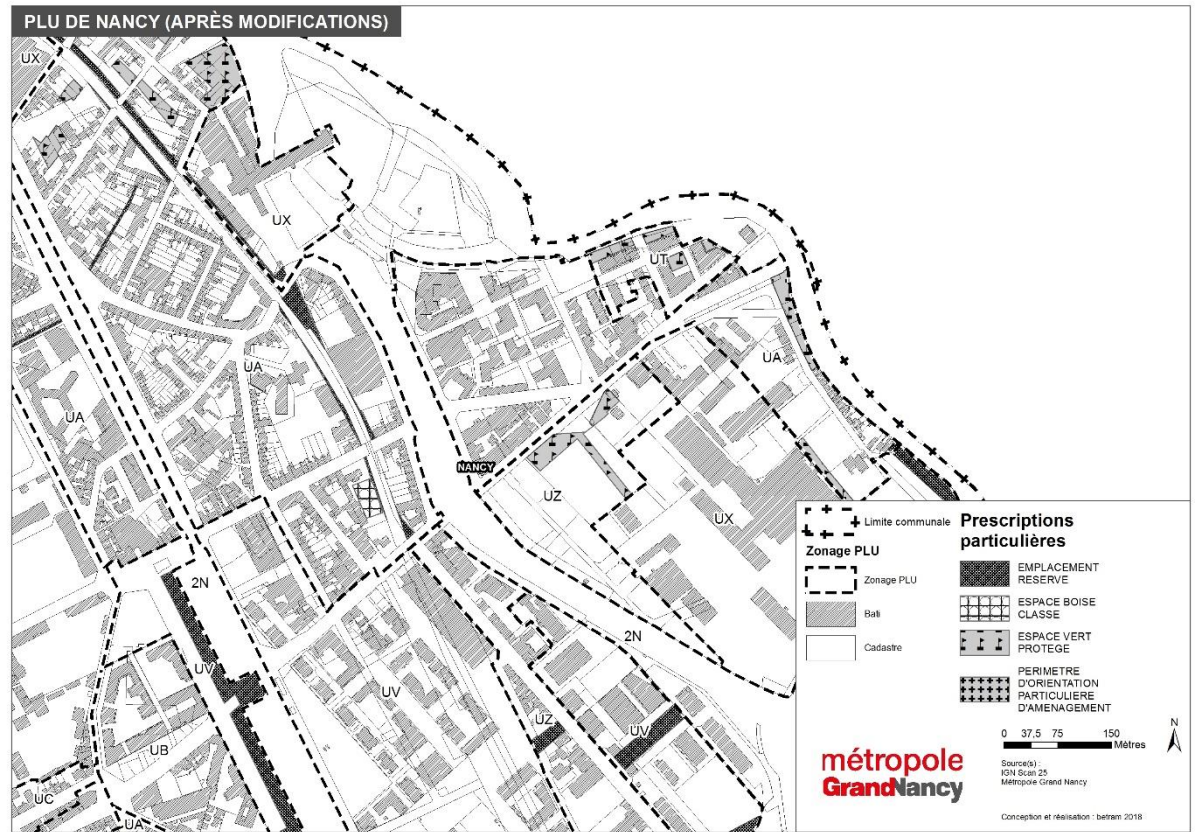 PLU DE NANCY (APRÈS MODIFICATIONS)
UX
UX
UT
UA
UA
UA
NANCY
UZ
UX
2N
2N
UV
UV
UZ
UV
UB
UC
UA
Limite communale
Zonage PLU
Zonage PLU
Bati
Cadastre
Prescriptions
particulières
EMPLACEMENT
RESERVE
ESPACE BOISE
CLASSE
ESPACE VERT
PROTEGE
PERIMETRE
D'ORIENTATION
PARTICULIERE
D'AMENAGEMENT
N
0 37,5 75 150
Mètres
métropole
GrandNancy
Source(s) :
IGN Scan 25
Métropole Grand Nancy
Conception et réalisation : betram 2018